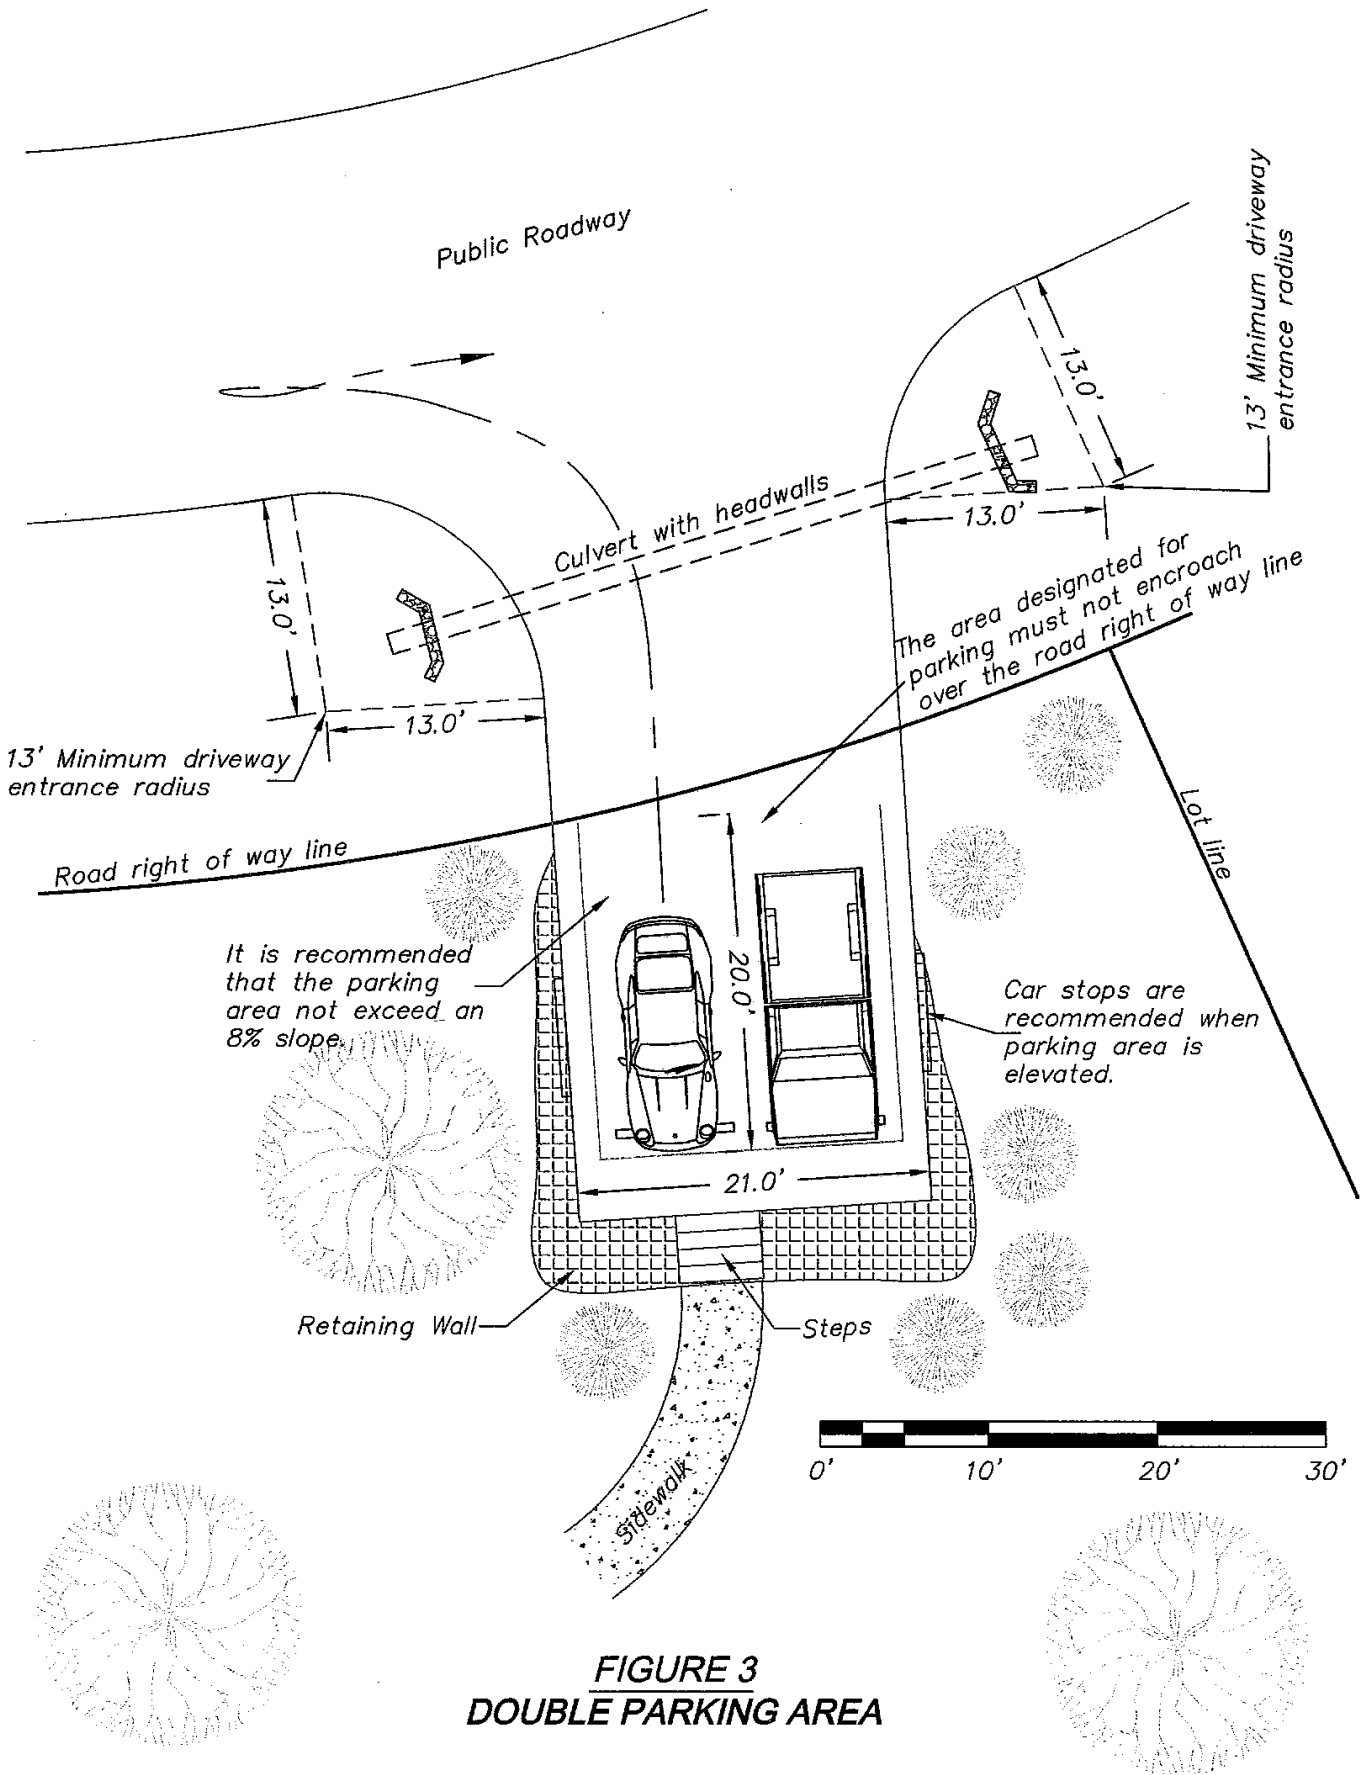 Public Roadway
13' Minimum driveway
entrance radius
13.0'
13.0'
Culvert with headwalls
The area designated for
parking must not encroach
over the road right of way line
13.0'
13.0'
13' Minimum driveway
entrance radius
Road right of way line
Lot line
It is recommended
that the parking
area not exceed an
8% slope.
20.0'
Car stops are
recommended when
parking area is
elevated.
21.0'
Retaining Wall
Steps
Sidewalk
0' 10' 20' 30'
FIGURE 3
DOUBLE PARKING AREA